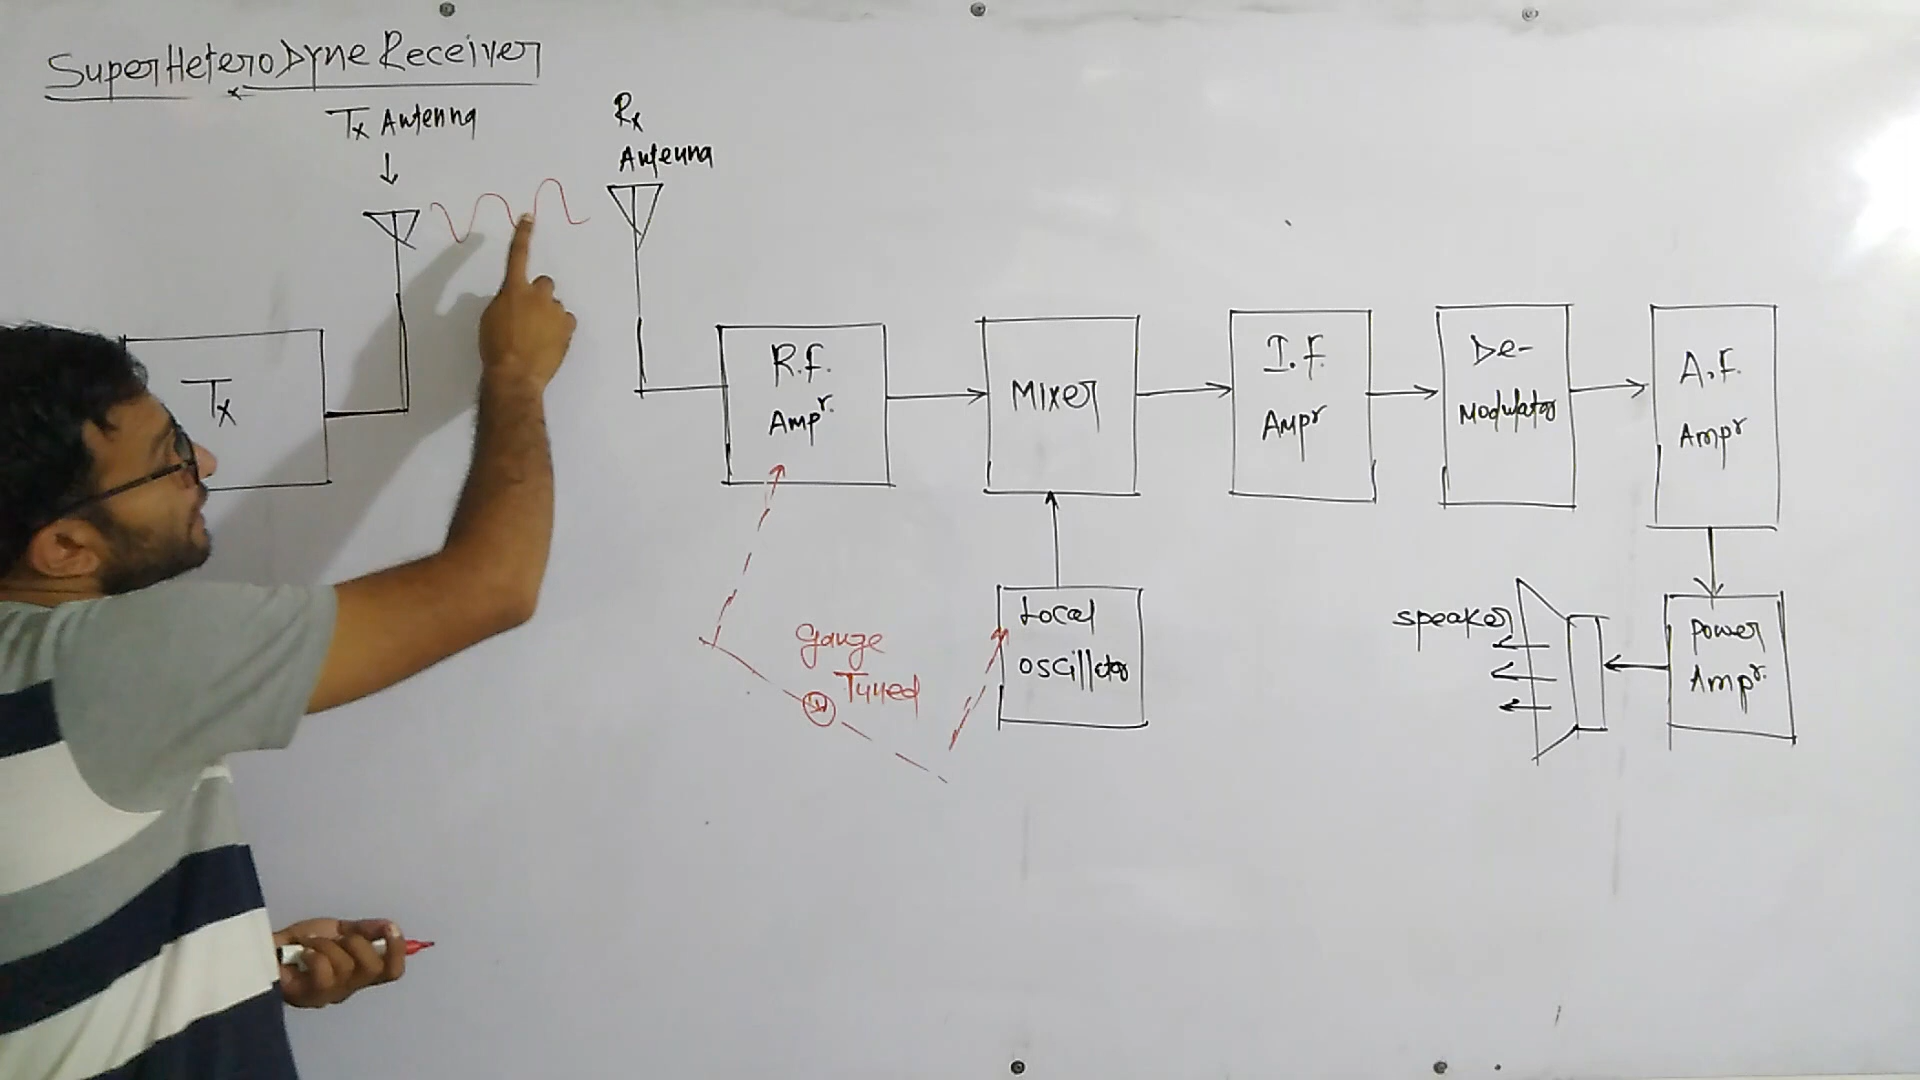 SuperHeteroDyne Receiver
Tx Antenna
Rx
Antenna
Tx
R.F.
Ampr.
Mixer
I.F.
Ampr
De-
Modulator
A.F.
Ampr
Local
oscillator
Gauge
Tuned
speaker
Power
Ampr.